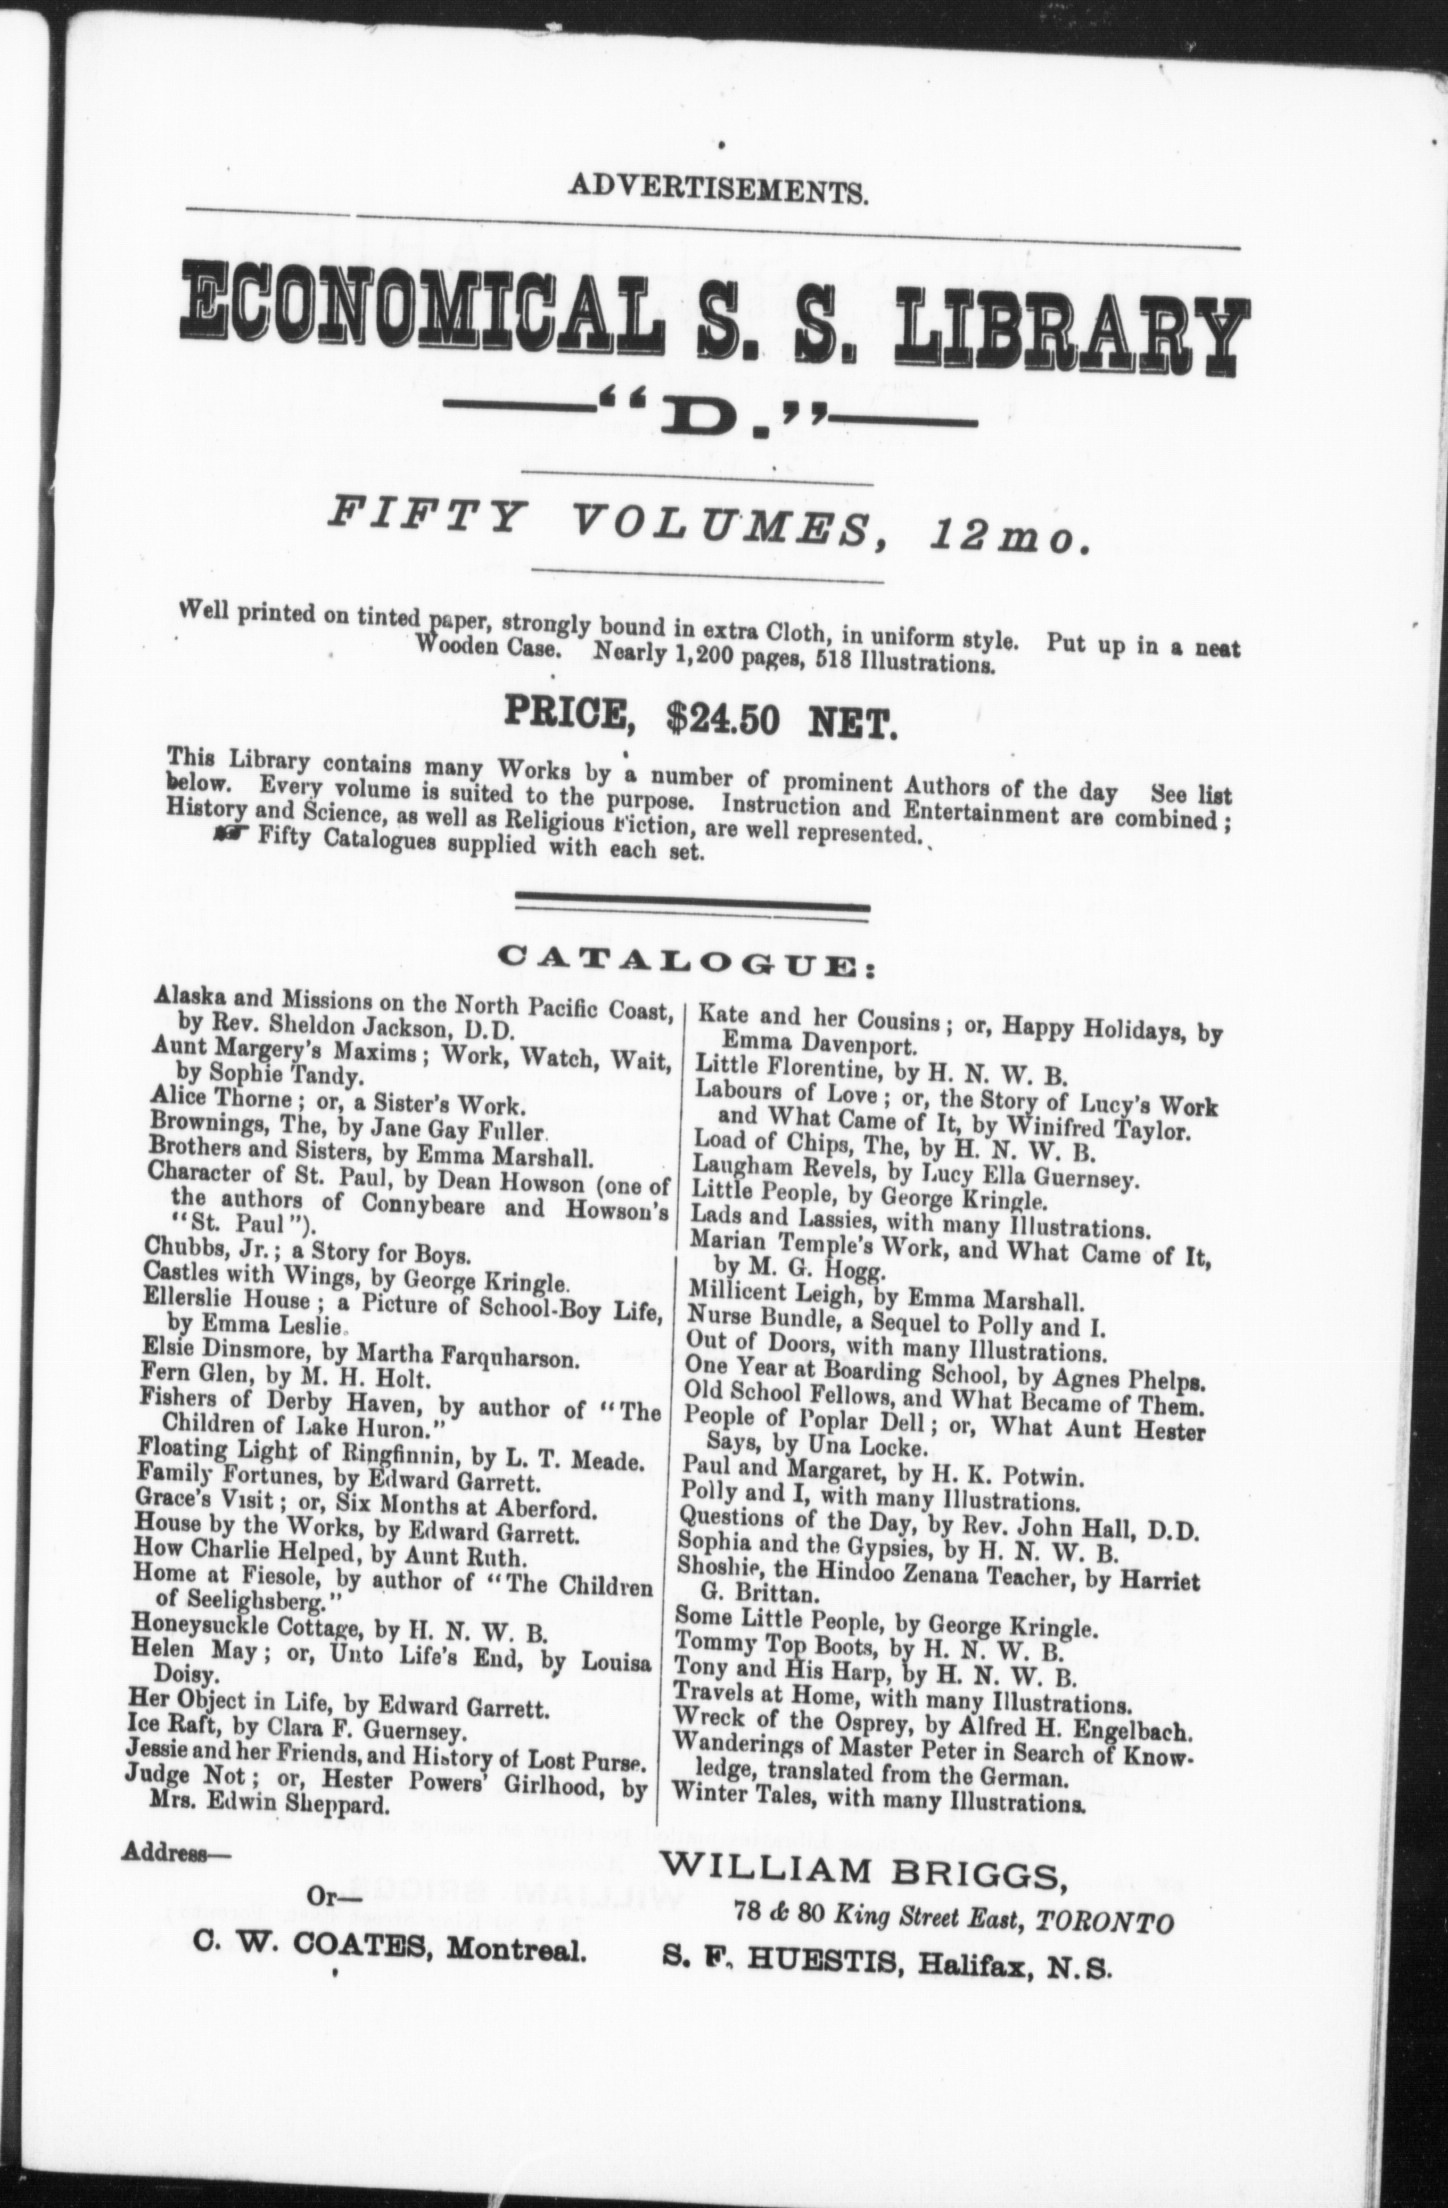 ADVERTISEMENTS.
ECONOMICAL S. S. LIBRARY
—“D.”—
FIFTY VOLUMES, 12mo.
Well printed on tinted paper, strongly bound in extra Cloth, in uniform style. Put up in a neat
Wooden Case. Nearly 1,200 pages, 518 Illustrations.
PRICE, $24.50 NET.
This Library contains many Works by a number of prominent Authors of the day See list
below. Every volume is suited to the purpose. Instruction and Entertainment are combined;
History and Science, as well as Religious Fiction, are well represented.
☛ Fifty Catalogues supplied with each set.
CATALOGUE:
Alaska and Missions on the North Pacific Coast,
by Rev. Sheldon Jackson, D.D.
Aunt Margery's Maxims; Work, Watch, Wait,
by Sophie Tandy.
Alice Thorne; or, a Sister's Work.
Brownings, The, by Jane Gay Fuller.
Brothers and Sisters, by Emma Marshall.
Character of St. Paul, by Dean Howson (one of
the authors of Connybeare and Howson's
“St. Paul”).
Chubbs, Jr.; a Story for Boys.
Castles with Wings, by George Kringle.
Ellerslie House; a Picture of School-Boy Life,
by Emma Leslie.
Elsie Dinsmore, by Martha Farquharson.
Fern Glen, by M. H. Holt.
Fishers of Derby Haven, by author of “The
Children of Lake Huron.”
Floating Light of Ringfinnin, by L. T. Meade.
Family Fortunes, by Edward Garrett.
Grace's Visit; or, Six Months at Aberford.
House by the Works, by Edward Garrett.
How Charlie Helped, by Aunt Ruth.
Home at Fiesole, by author of “The Children
of Seelighsberg.”
Honeysuckle Cottage, by H. N. W. B.
Helen May; or, Unto Life's End, by Louisa
Doisy.
Her Object in Life, by Edward Garrett.
Ice Raft, by Clara F. Guernsey.
Jessie and her Friends, and History of Lost Purse.
Judge Not; or, Hester Powers' Girlhood, by
Mrs. Edwin Sheppard.
Kate and her Cousins; or, Happy Holidays, by
Emma Davenport.
Little Florentine, by H. N. W. B.
Labours of Love; or, the Story of Lucy's Work
and What Came of It, by Winifred Taylor.
Load of Chips, The, by H. N. W. B.
Laugham Revels, by Lucy Ella Guernsey.
Little People, by George Kringle.
Lads and Lassies, with many Illustrations.
Marian Temple's Work, and What Came of It,
by M. G. Hogg.
Millicent Leigh, by Emma Marshall.
Nurse Bundle, a Sequel to Polly and I.
Out of Doors, with many Illustrations.
One Year at Boarding School, by Agnes Phelps.
Old School Fellows, and What Became of Them.
People of Poplar Dell; or, What Aunt Hester
Says, by Una Locke.
Paul and Margaret, by H. K. Potwin.
Polly and I, with many Illustrations.
Questions of the Day, by Rev. John Hall, D.D.
Sophia and the Gypsies, by H. N. W. B.
Shoshie, the Hindoo Zenana Teacher, by Harriet
G. Brittan.
Some Little People, by George Kringle.
Tommy Top Boots, by H. N. W. B.
Tony and His Harp, by H. N. W. B.
Travels at Home, with many Illustrations.
Wreck of the Osprey, by Alfred H. Engelbach.
Wanderings of Master Peter in Search of Know-
ledge, translated from the German.
Winter Tales, with many Illustrations.
Address—
WILLIAM BRIGGS,
78 & 80 King Street East, TORONTO
Or—
C. W. COATES, Montreal.
S. F. HUESTIS, Halifax, N.S.